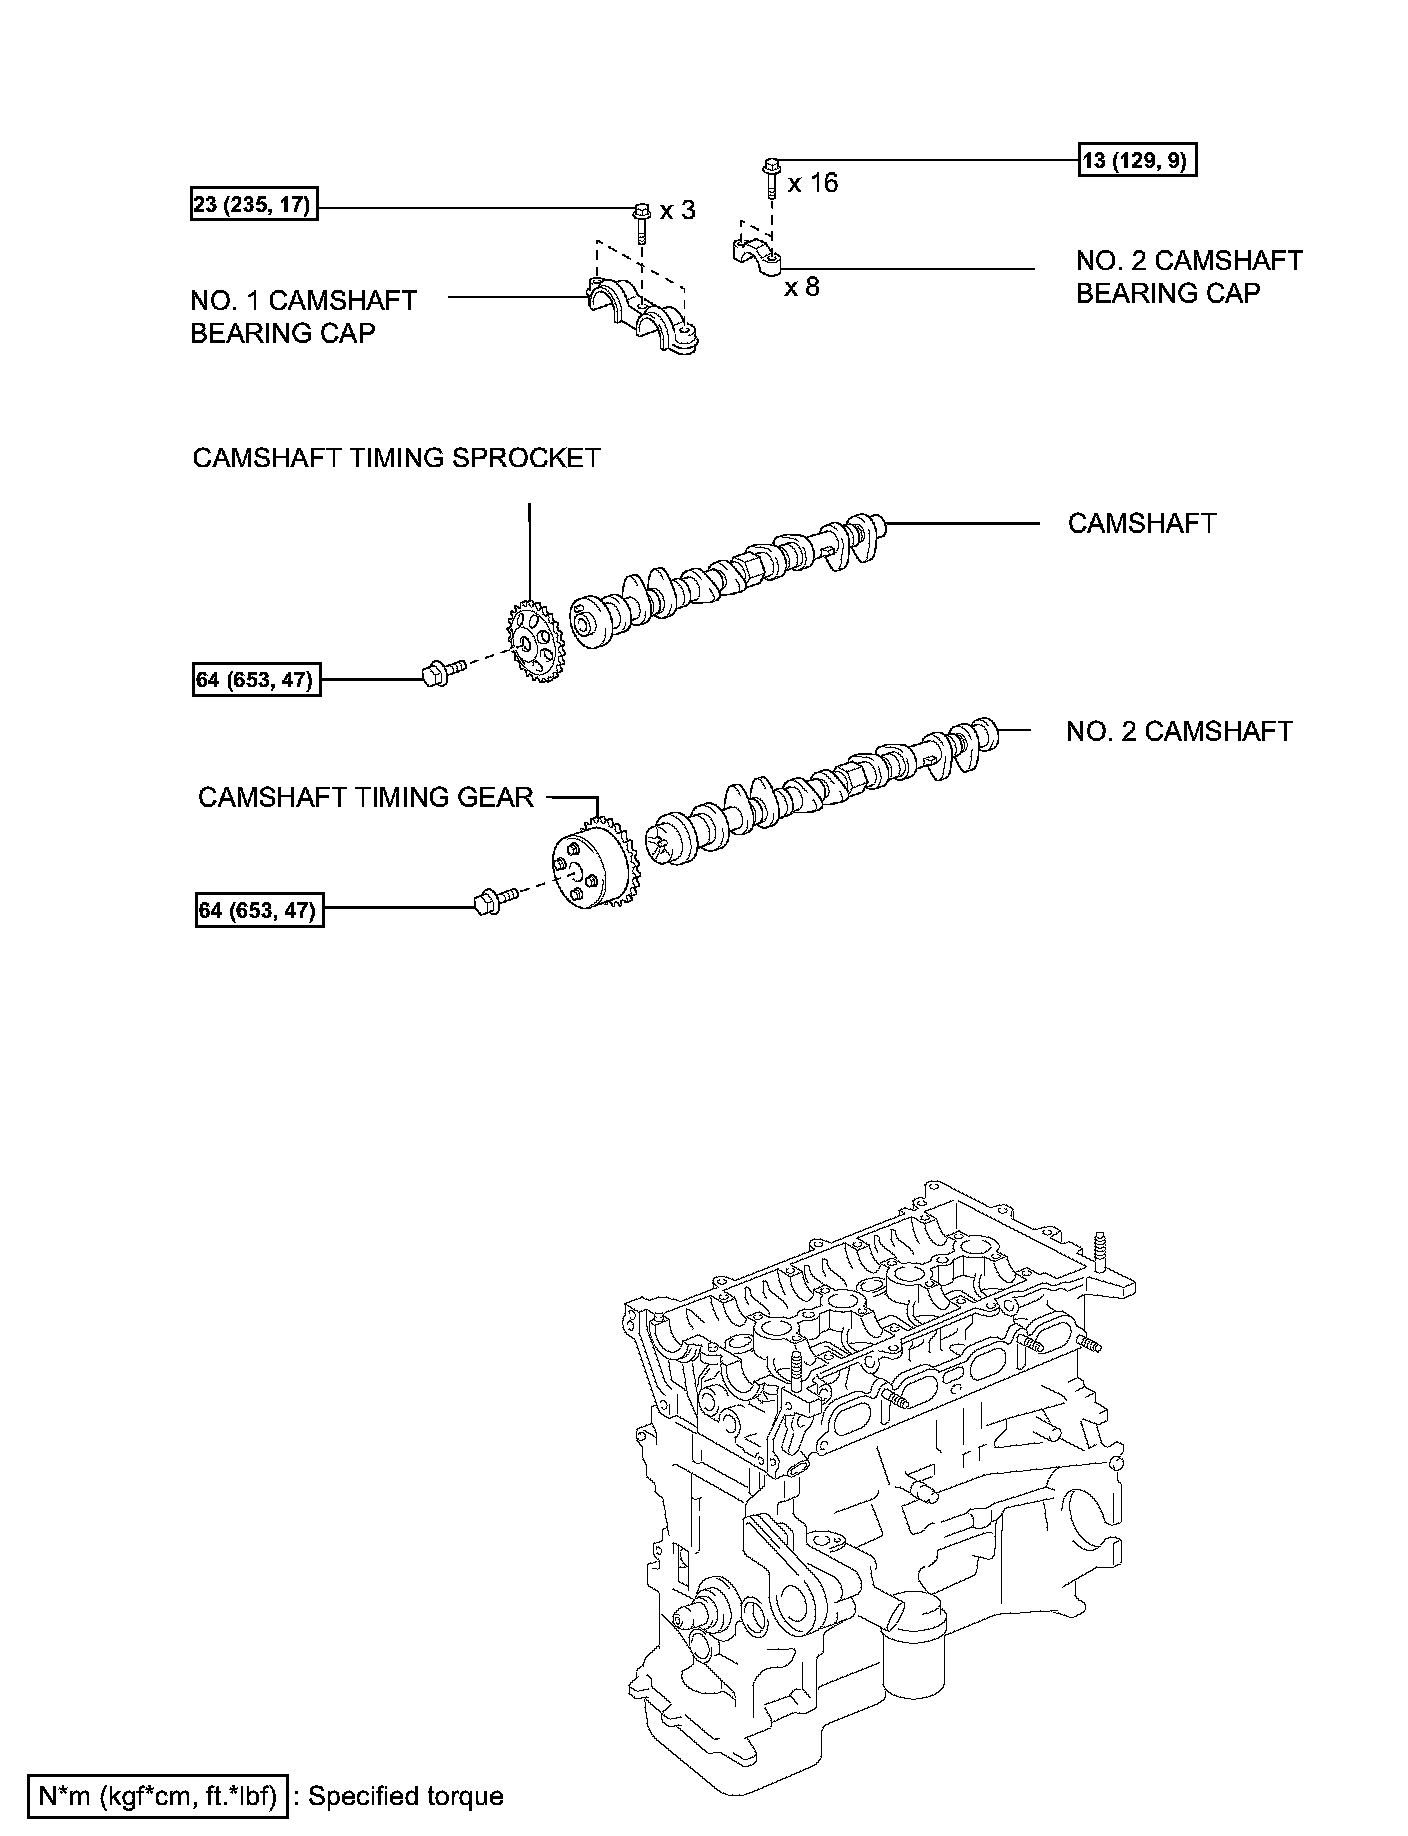 13 (129, 9)
x 16
23 (235, 17)
x 3
NO. 2 CAMSHAFT
BEARING CAP
x 8
NO. 1 CAMSHAFT
BEARING CAP
CAMSHAFT TIMING SPROCKET
CAMSHAFT
64 (653, 47)
NO. 2 CAMSHAFT
CAMSHAFT TIMING GEAR
64 (653, 47)
N*m (kgf*cm, ft.*lbf) : Specified torque